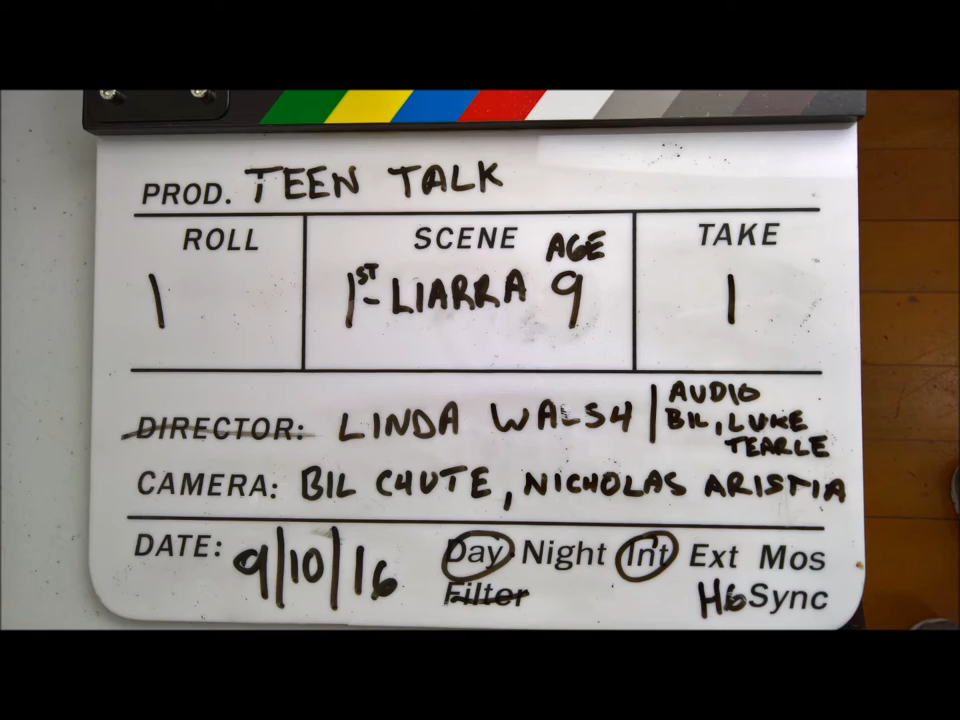 PROD. TEEN TALK
ROLL SCENE AGE TAKE
1 1ST- LIARRA 9 1
DIRECTOR: LINDA WALSH | AUDIO
BIL, LUKE
TEARLE
CAMERA: BIL CHUTE, NICHOLAS ARISTIA
DATE: 9/10/16 Day Night Int Ext Mos
Filter H6 Sync